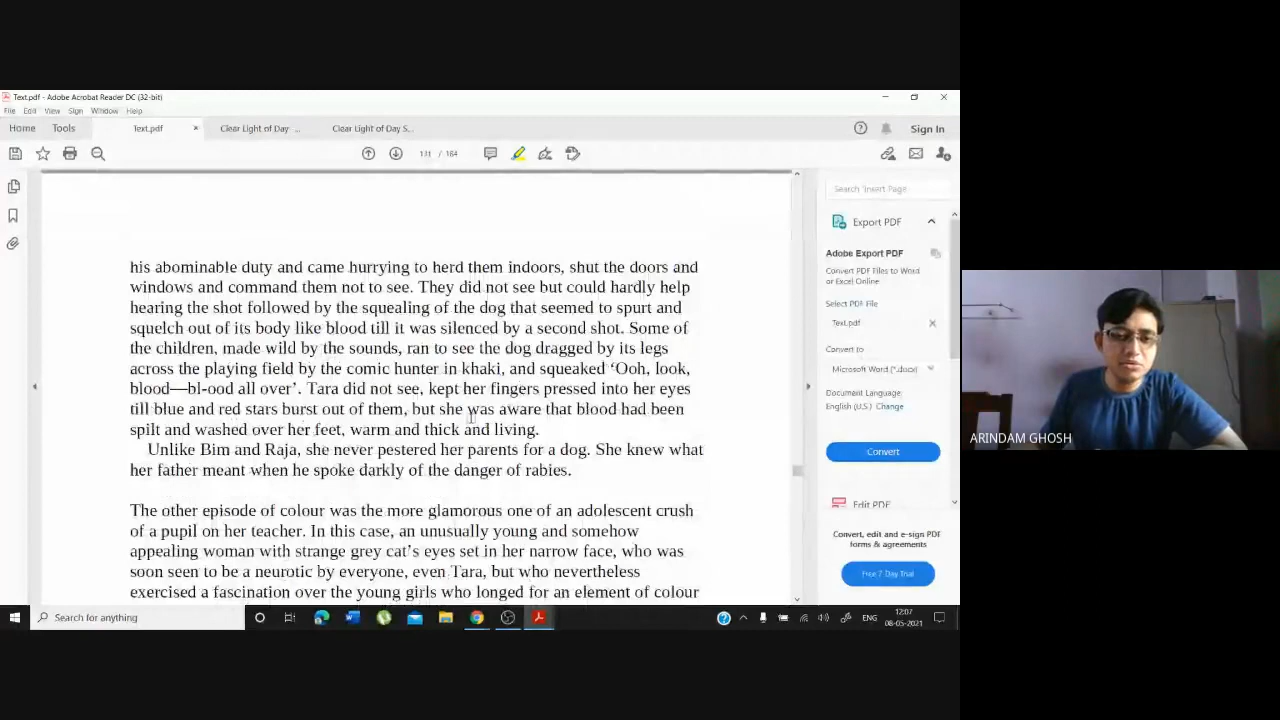 Text.pdf - Adobe Acrobat Reader DC (32-bit)
File Edit View Sign Window Help
Home Tools Text.pdf × Clear Light of Day ... Clear Light of Day S... Sign In
131 / 164
Search 'Insert Page'
Export PDF
Adobe Export PDF
Convert PDF Files to Word
or Excel Online
Select PDF File
Text.pdf
Convert to
Microsoft Word (*.docx)
Document Language:
English (U.S.) Change
Convert
Edit PDF
Convert, edit and e-sign PDF
forms & agreements
Free 7-Day Trial
his abominable duty and came hurrying to herd them indoors, shut the doors and
windows and command them not to see. They did not see but could hardly help
hearing the shot followed by the squealing of the dog that seemed to spurt and
squelch out of its body like blood till it was silenced by a second shot. Some of
the children, made wild by the sounds, ran to see the dog dragged by its legs
across the playing field by the comic hunter in khaki, and squeaked ‘Ooh, look,
blood—bl-ood all over’. Tara did not see, kept her fingers pressed into her eyes
till blue and red stars burst out of them, but she was aware that blood had been
spilt and washed over her feet, warm and thick and living.
Unlike Bim and Raja, she never pestered her parents for a dog. She knew what
her father meant when he spoke darkly of the danger of rabies.
The other episode of colour was the more glamorous one of an adolescent crush
of a pupil on her teacher. In this case, an unusually young and somehow
appealing woman with strange grey cat’s eyes set in her narrow face, who was
soon seen to be a neurotic by everyone, even Tara, but who nevertheless
exercised a fascination over the young girls who longed for an element of colour
ARINDAM GHOSH
Search for anything
ENG
12:07
08-05-2021